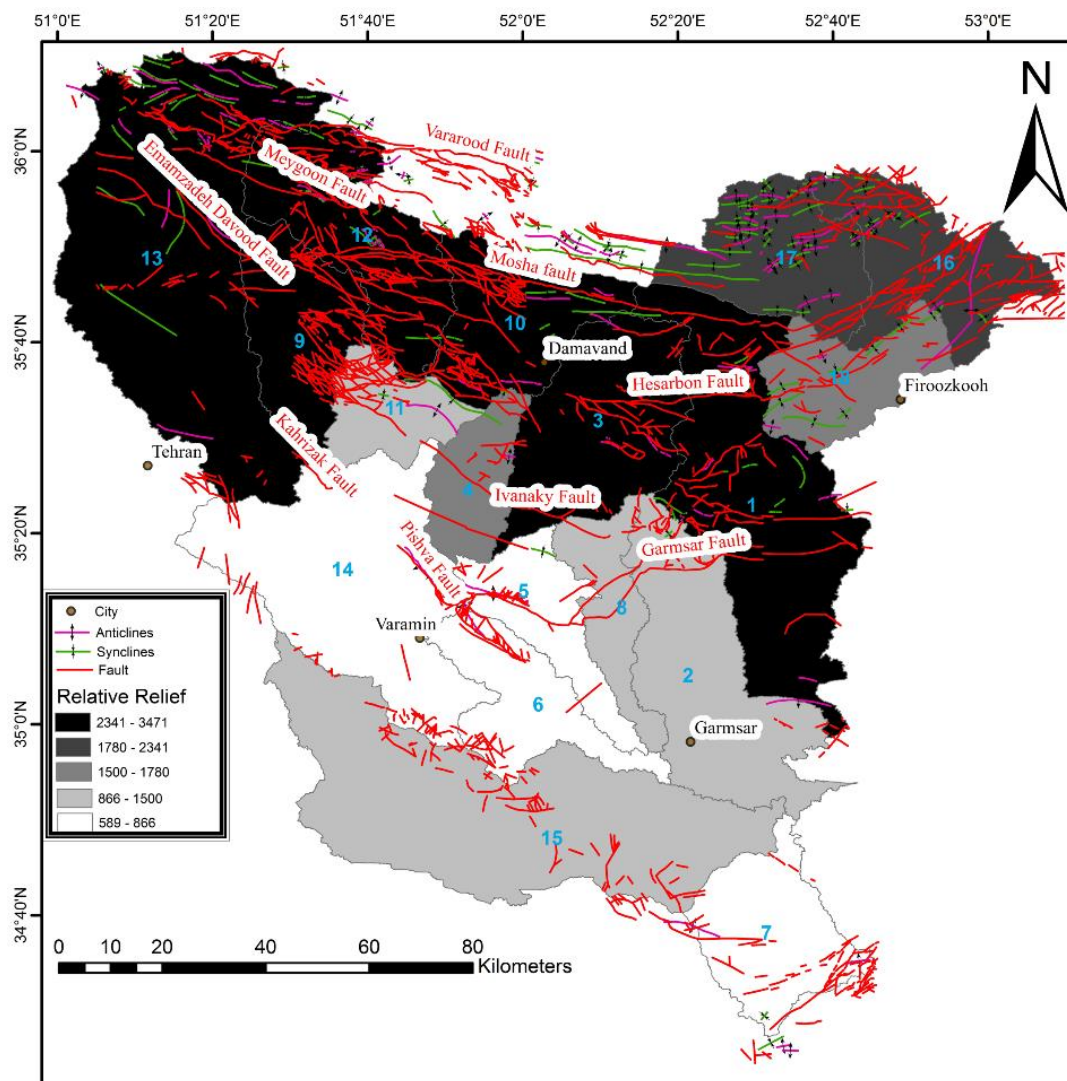 51°0'E 51°20'E 51°40'E 52°0'E 52°20'E 52°40'E 53°0'E
N
36°0'N
35°40'N
35°20'N
35°0'N
34°40'N
Vararood Fault
Meygoon Fault
Emamzadeh Davood Fault
12
17
16
13
Mosha fault
10
9
Damavand
Hesarbon Fault
Firoozkooh
11
3
Tehran
Kahrizak Fault
4
Ivanaky Fault
1
Garmsar Fault
14
Pishva Fault
5
8
Varamin
2
6
Garmsar
15
7
City
Anticlines
Synclines
Fault
Relative Relief
2341 - 3471
1780 - 2341
1500 - 1780
866 - 1500
589 - 866
0 10 20 40 60 80
Kilometers